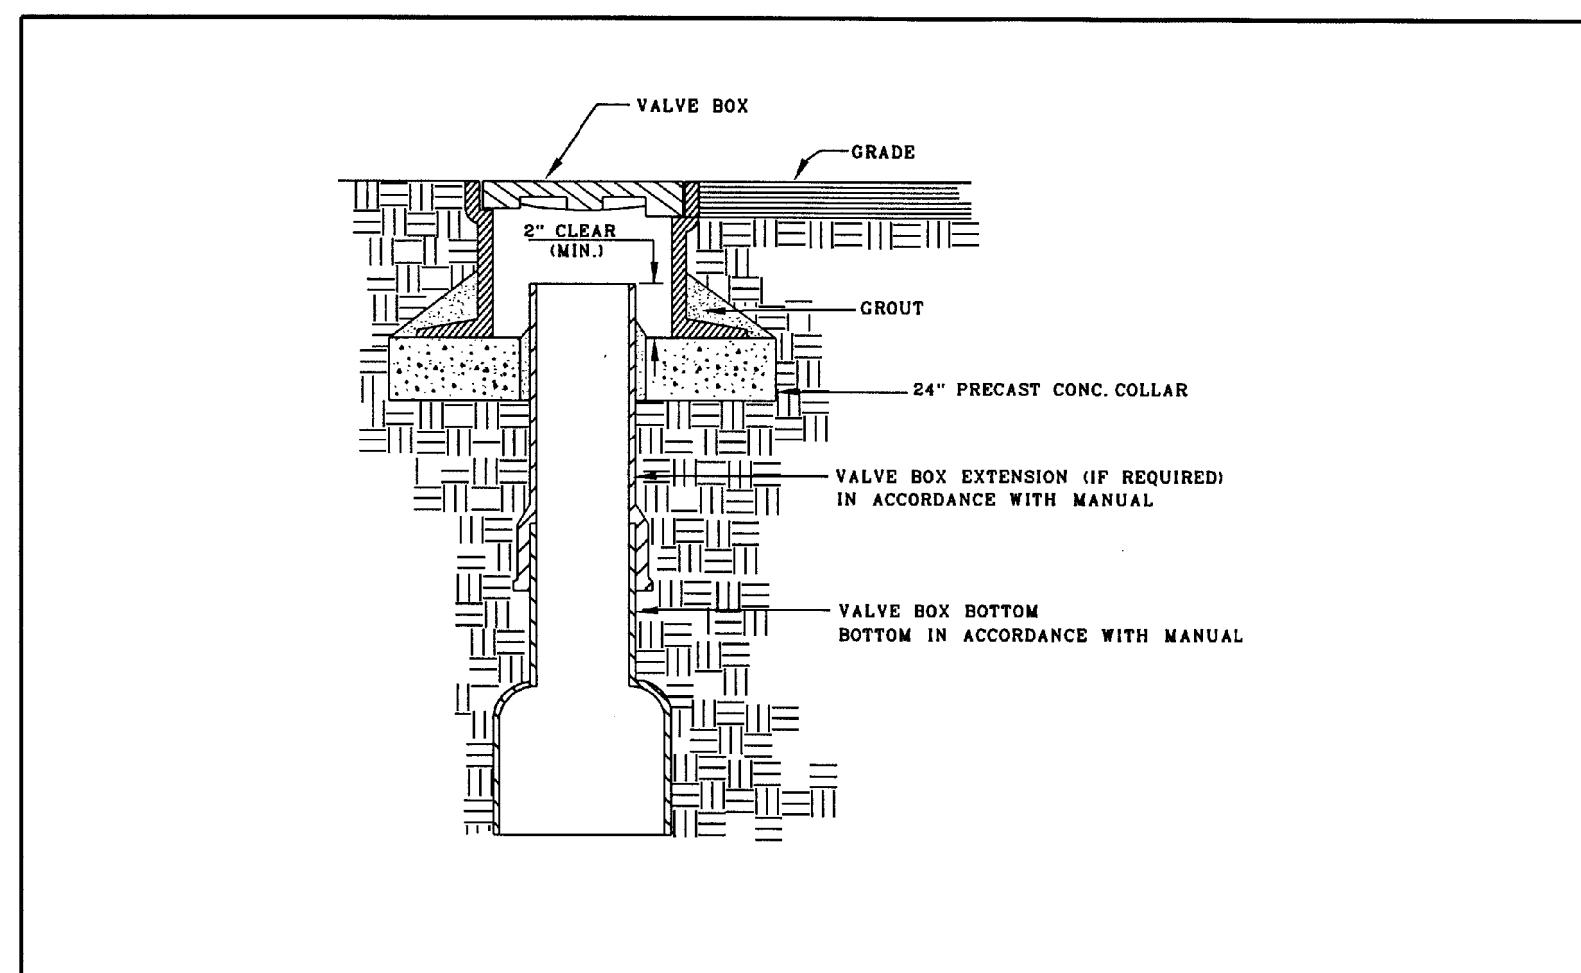 VALVE BOX
GRADE
2" CLEAR
(MIN.)
GROUT
24" PRECAST CONC. COLLAR
VALVE BOX EXTENSION (IF REQUIRED)
IN ACCORDANCE WITH MANUAL
VALVE BOX BOTTOM
BOTTOM IN ACCORDANCE WITH MANUAL